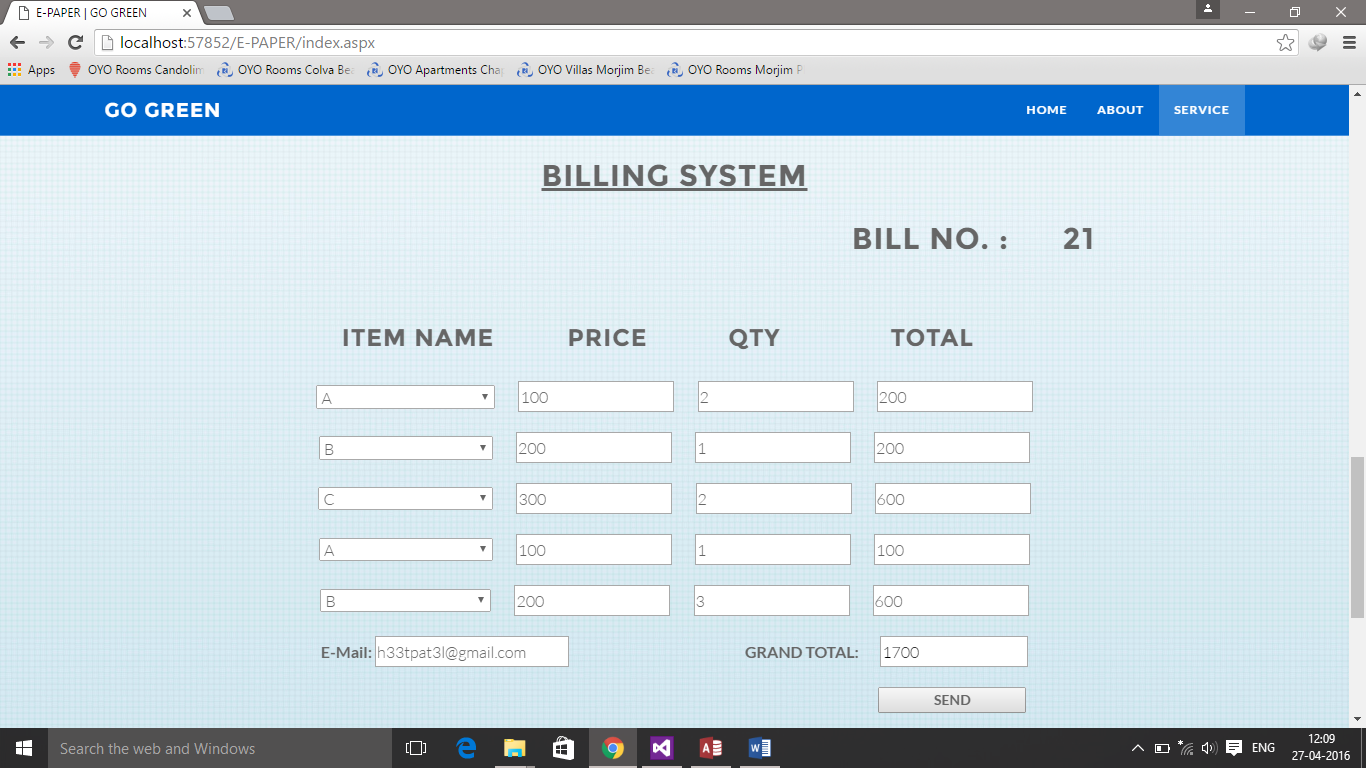 E-PAPER | GO GREEN
localhost:57852/E-PAPER/index.aspx
Apps OYO Rooms Candolim OYO Rooms Colva Bea OYO Apartments Cha OYO Villas Morjim Be OYO Rooms Morjim P
GO GREEN HOME ABOUT SERVICE
BILLING SYSTEM
BILL NO. : 21
ITEM NAME PRICE QTY TOTAL
A 100 2 200
B 200 1 200
C 300 2 600
A 100 1 100
B 200 3 600
E-Mail: h33tpat3l@gmail.com GRAND TOTAL: 1700
SEND
Search the web and Windows ENG 12:09
27-04-2016